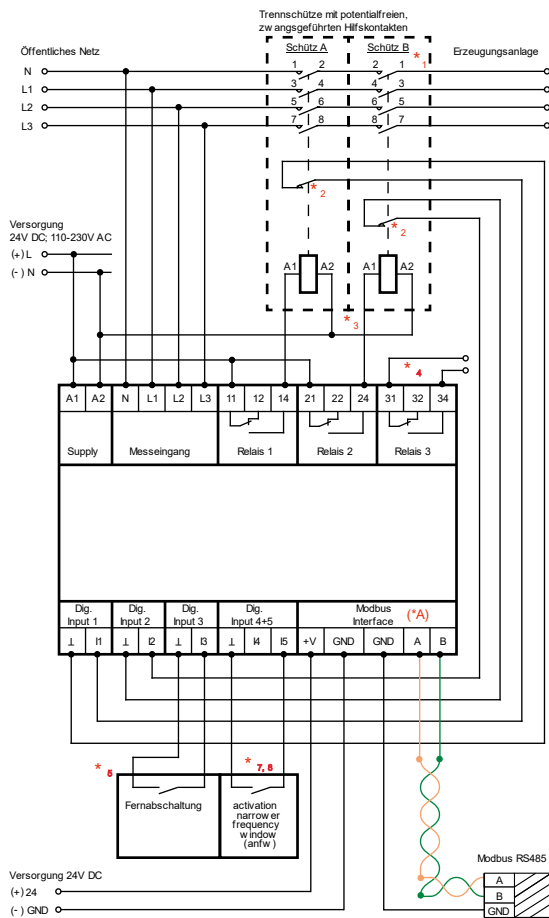 Trennschütze mit potentialfreien,
zwangsgeführten Hilfskontakten
Öffentliches Netz
Schütz A
Schütz B
*1
Erzeugungsanlage
N
1 2 2 1
L1
3 4 4 3
L2
5 6 6 5
L3
7 8 8 7
*2
*2
Versorgung
24V DC; 110-230V AC
(+) L
(-) N
A1 A2 A1 A2
*3
*4
A1 A2 N L1 L2 L3 11 12 14 21 22 24 31 32 34
Supply
Messeingang
Relais 1
Relais 2
Relais 3
Dig.
Input 1
Dig.
Input 2
Dig.
Input 3
Dig.
Input 4+5
Modbus
Interface
(*A)
⊥ I1 ⊥ I2 ⊥ I3 ⊥ I4 I5 +V GND GND A B
*5
Fernabschaltung
*7, 8
activation
narrower
frequency
window
(anfw)
Modbus RS485
A
B
GND
Versorgung 24V DC
(+) 24
(-) GND